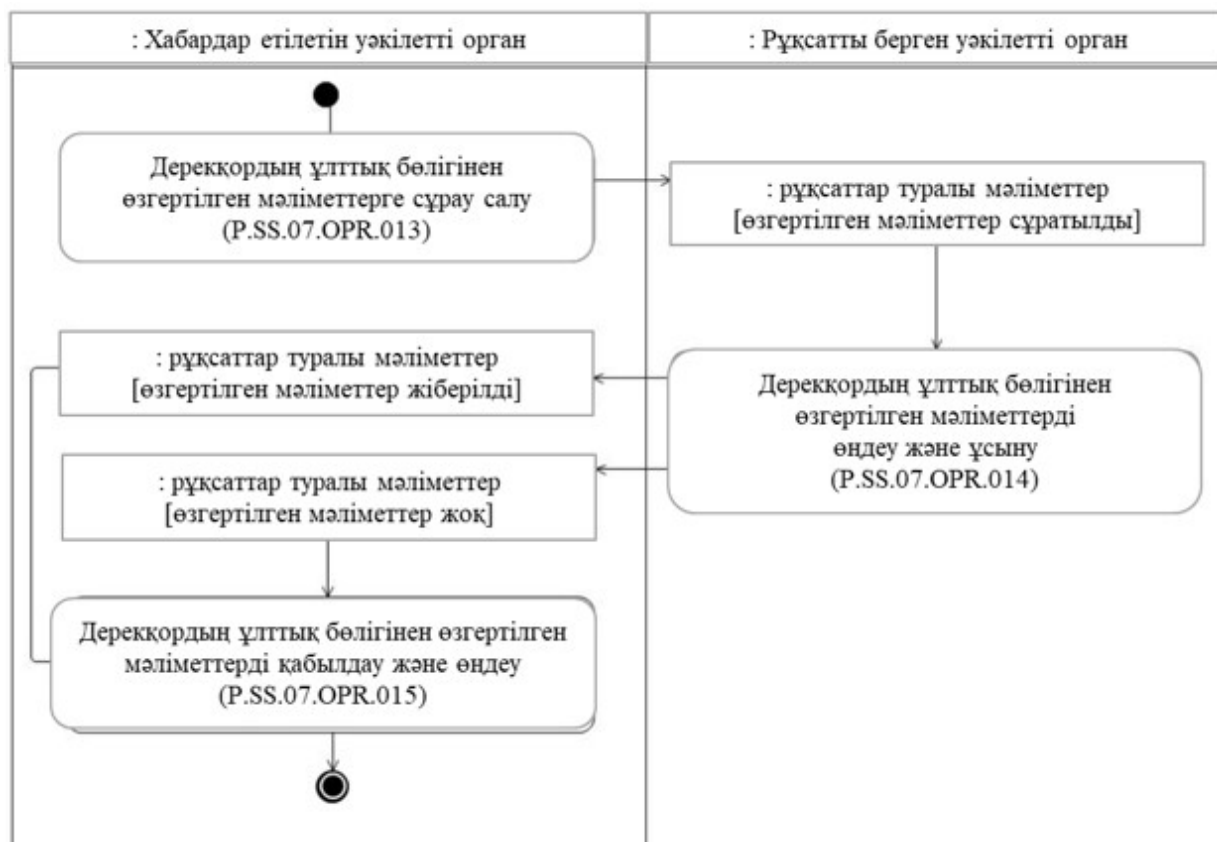 : Хабардар етілетін уәкілетті орган
: Рұқсатты берген уәкілетті орган
Дерекқордың ұлттық бөлігінен
өзгертілген мәліметтерге сұрау салу
(P.SS.07.OPR.013)
: рұқсаттар туралы мәліметтер
[өзгертілген мәліметтер сұратылды]
: рұқсаттар туралы мәліметтер
[өзгертілген мәліметтер жіберілді]
Дерекқордың ұлттық бөлігінен
өзгертілген мәліметтерді
өңдеу және ұсыну
(P.SS.07.OPR.014)
: рұқсаттар туралы мәліметтер
[өзгертілген мәліметтер жоқ]
Дерекқордың ұлттық бөлігінен өзгертілген
мәліметтерді қабылдау және өңдеу
(P.SS.07.OPR.015)